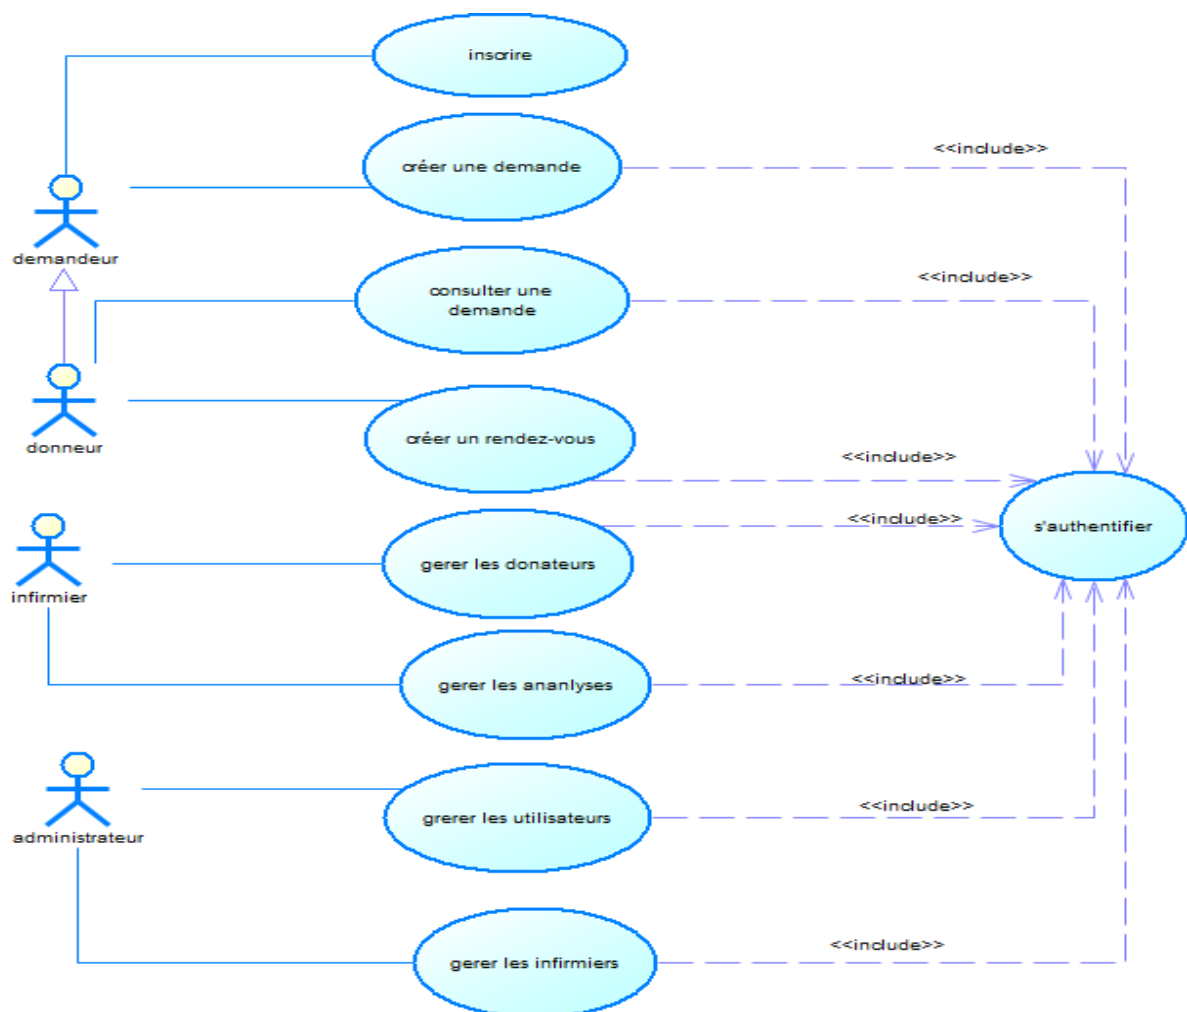 inscrire
créer une demande
<<include>>
demandeur
consulter une
demande
<<include>>
donneur
créer un rendez-vous
<<include>>
s'authentifier
infirmier
gerer les donateurs
<<include>>
gerer les ananlyses
<<include>>
administrateur
grerer les utilisateurs
<<include>>
gerer les infirmiers
<<include>>